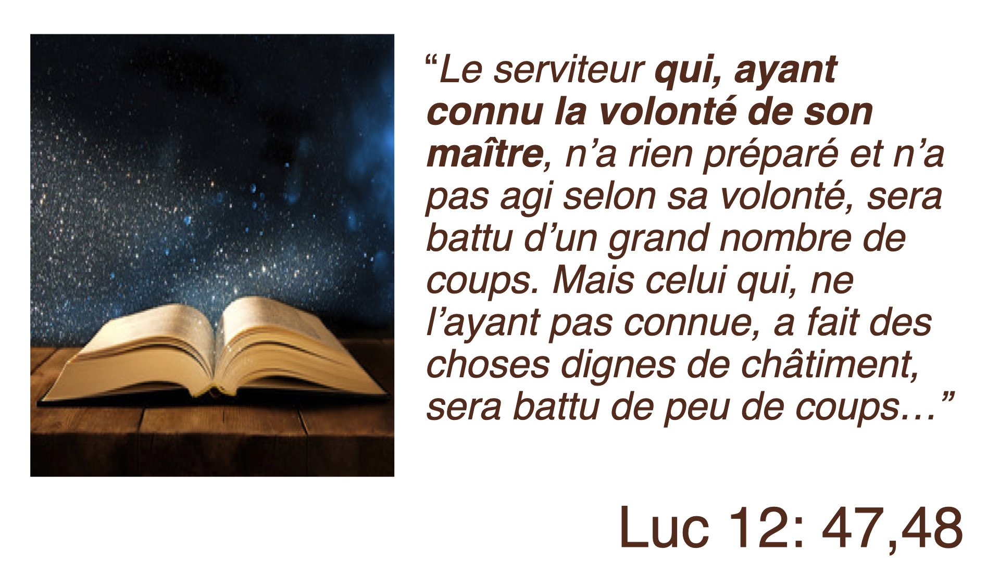 “Le serviteur qui, ayant
connu la volonté de son
maître, n’a rien préparé et n’a
pas agi selon sa volonté, sera
battu d’un grand nombre de
coups. Mais celui qui, ne
l’ayant pas connue, a fait des
choses dignes de châtiment,
sera battu de peu de coups…”
Luc 12: 47,48